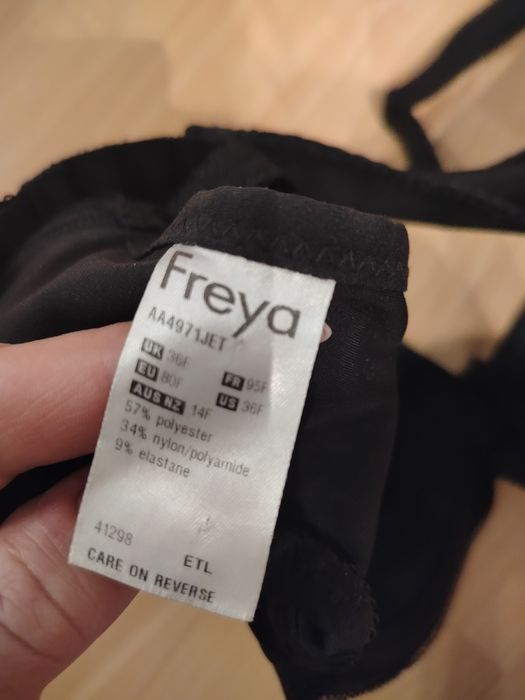 Freya
AA4971JET
UK 36F
EU 80F FR 95F
AUS NZ 14F US 36F
57% polyester
34% nylon/polyamide
9% elastane
41298
ETL
CARE ON REVERSE